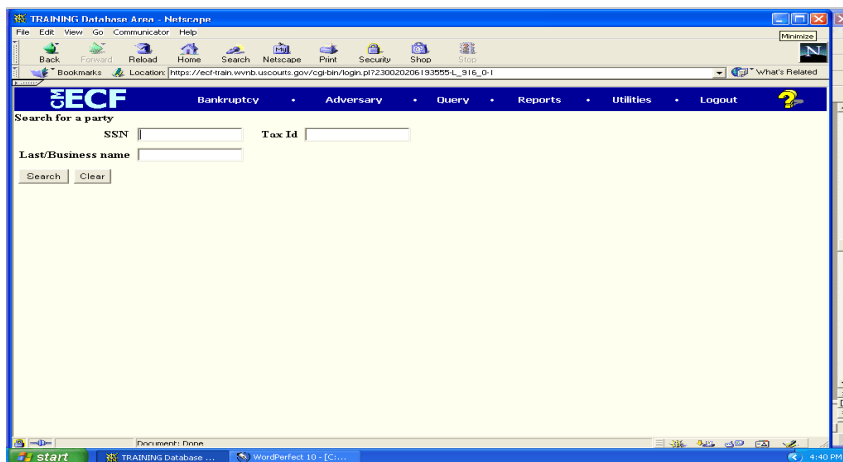 TRAINING Database Area - Netscape
File Edit View Go Communicator Help
Minimize
Back Forward Reload Home Search Netscape Print Security Shop Stop
N
Bookmarks Location: https://ecf-train.wvnb.uscourts.gov/cgi-bin/login.pl?230020206193555-L_916_0-1 What's Related
CM ECF Bankruptcy • Adversary • Query • Reports • Utilities • Logout ?
Search for a party
SSN Tax Id
Last/Business name
Search Clear
Document: Done
start TRAINING Database ... WordPerfect 10 - [C:... 4:40 PM